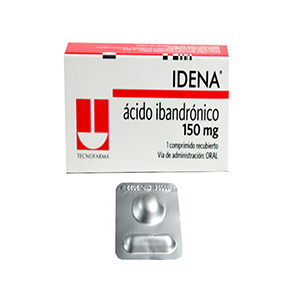 IDENA®
ácido ibandrónico
150 mg
1 comprimido recubierto
Vía de administración: ORAL
TECNOFARMA